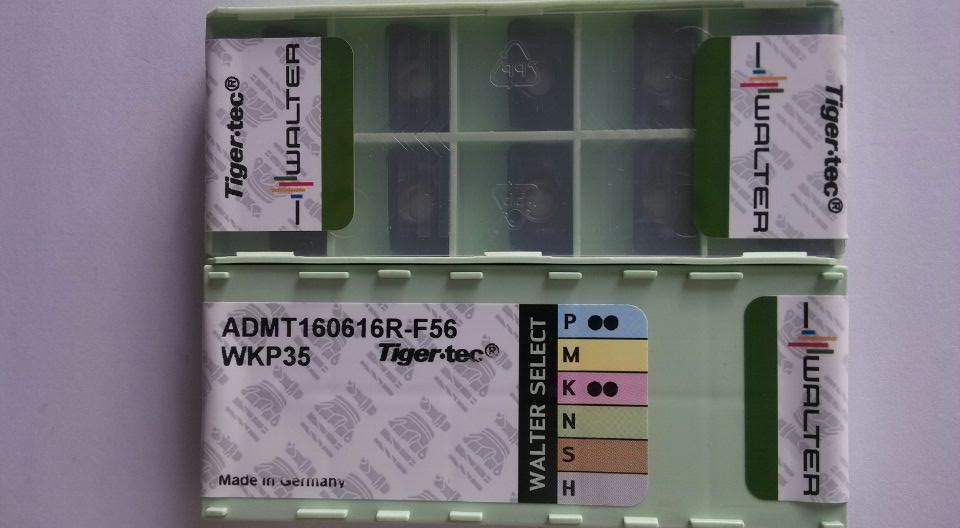 Tiger·tec®
WALTER
WALTER
Tiger·tec®
ADMT160616R-F56
WKP35
Tiger·tec®
Made in Germany
WALTER SELECT
P
M
K
N
S
H
WALTER